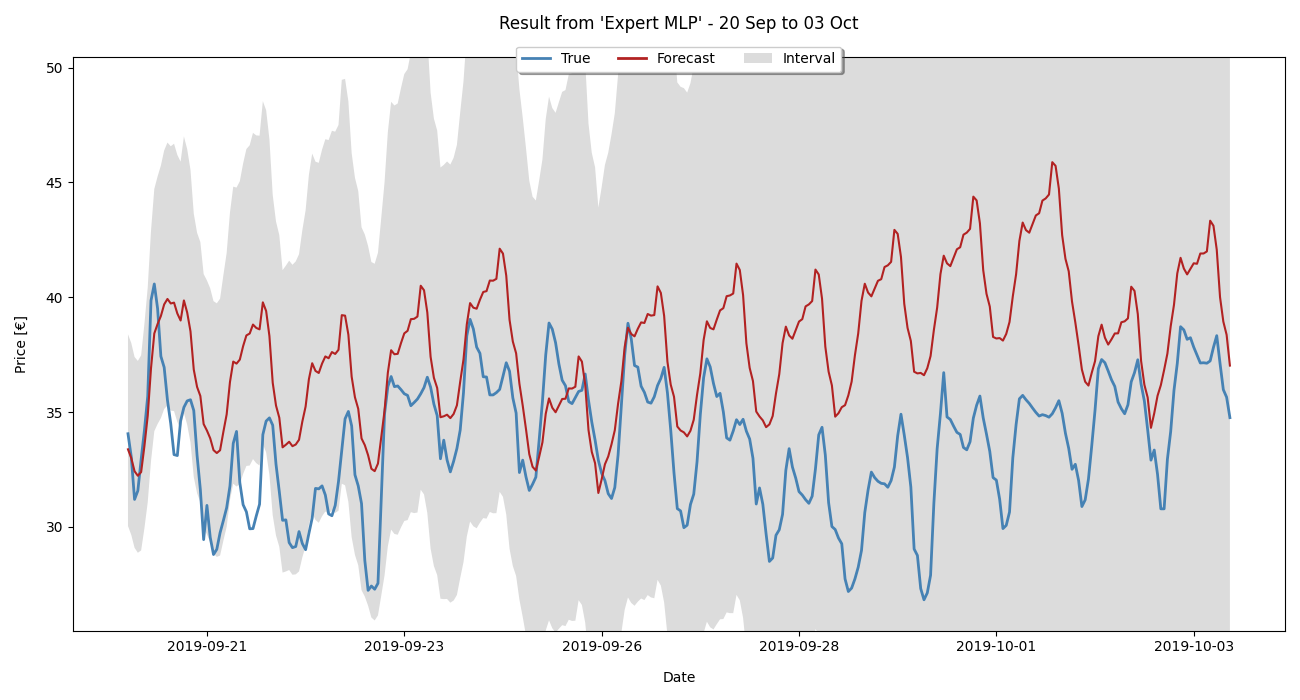 Result from 'Expert MLP' - 20 Sep to 03 Oct
True Forecast Interval
Price [€]
50
45
40
35
30
2019-09-21 2019-09-23 2019-09-26 2019-09-28 2019-10-01 2019-10-03
Date